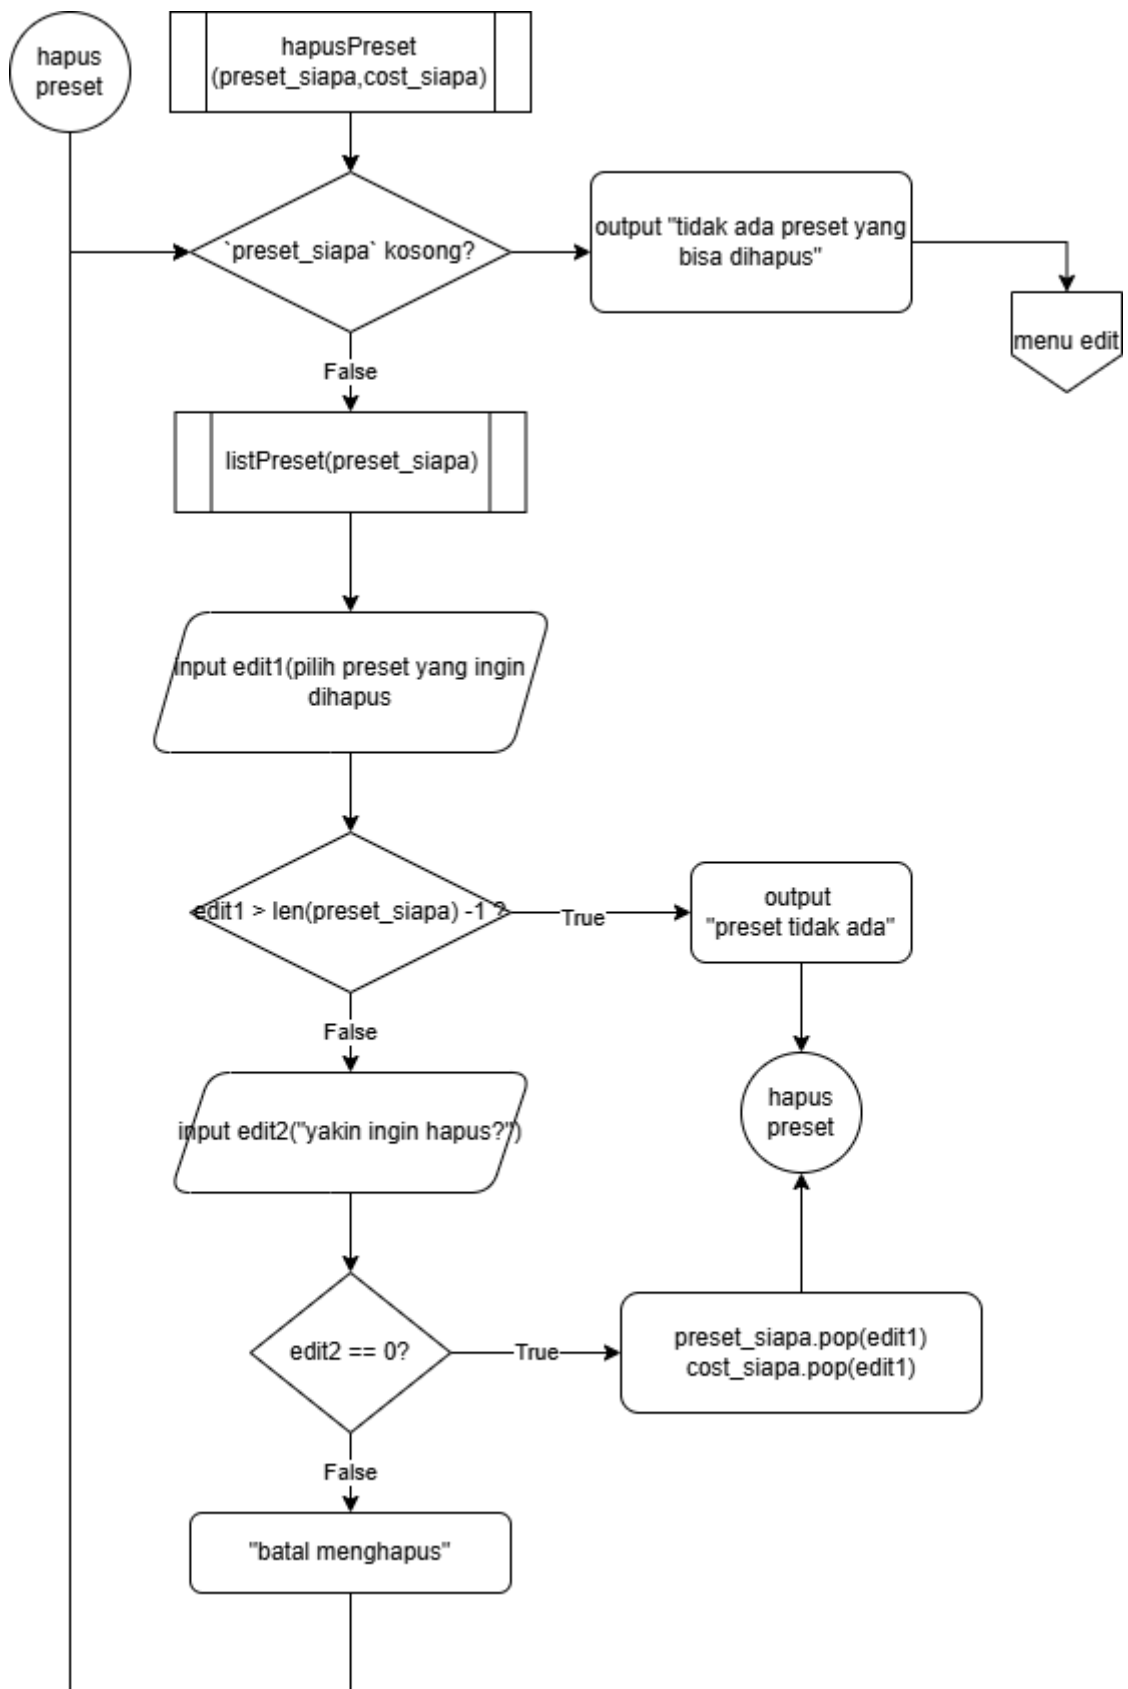 hapus
preset
hapusPreset
(preset_siapa,cost_siapa)
`preset_siapa` kosong?
output "tidak ada preset yang
bisa dihapus"
menu edit
False
listPreset(preset_siapa)
input edit1(pilih preset yang ingin
dihapus
edit1 > len(preset_siapa) -1 ?
True
output
"preset tidak ada"
False
hapus
preset
input edit2("yakin ingin hapus?")
edit2 == 0?
True
preset_siapa.pop(edit1)
cost_siapa.pop(edit1)
False
"batal menghapus"